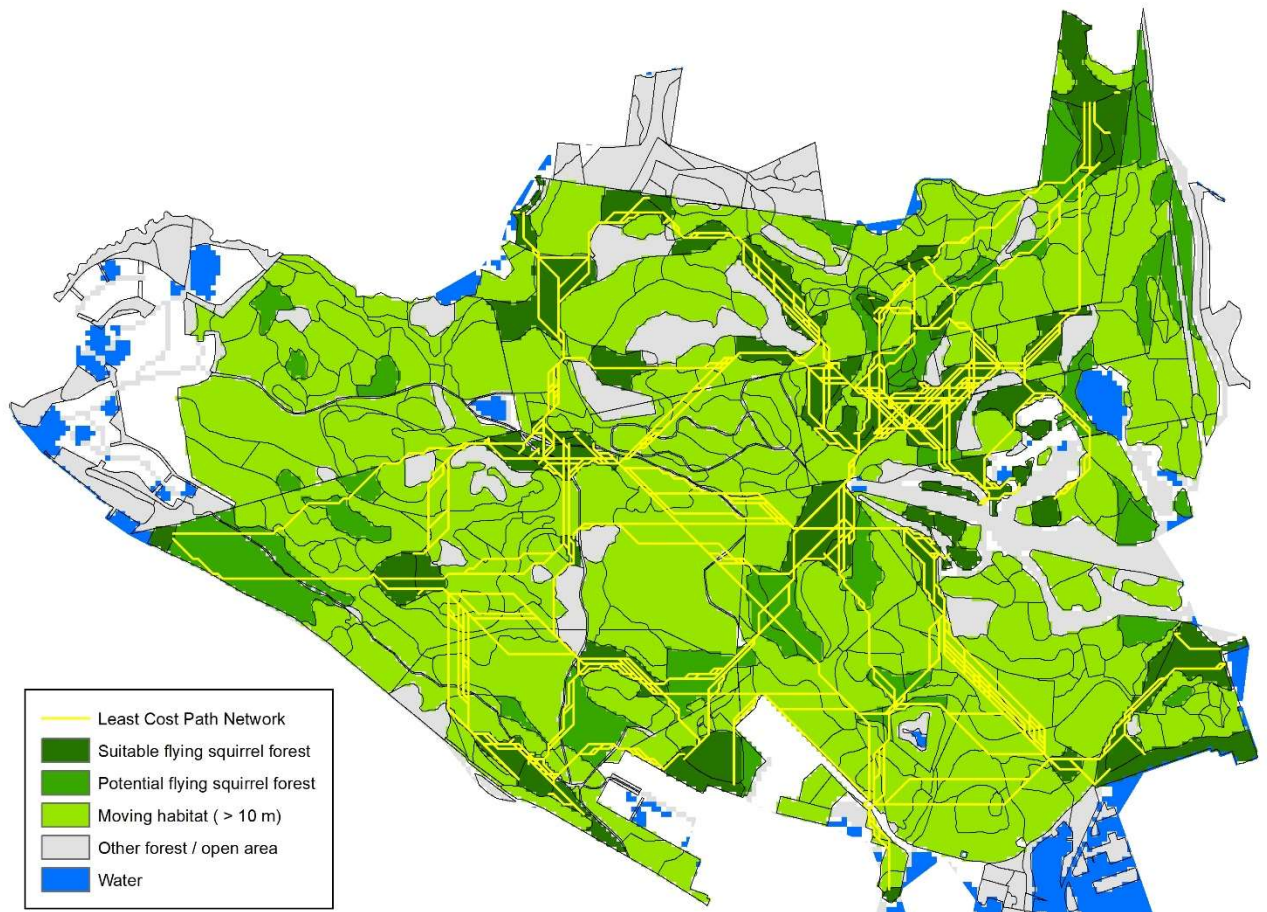 Least Cost Path Network
Suitable flying squirrel forest
Potential flying squirrel forest
Moving habitat ( > 10 m)
Other forest / open area
Water